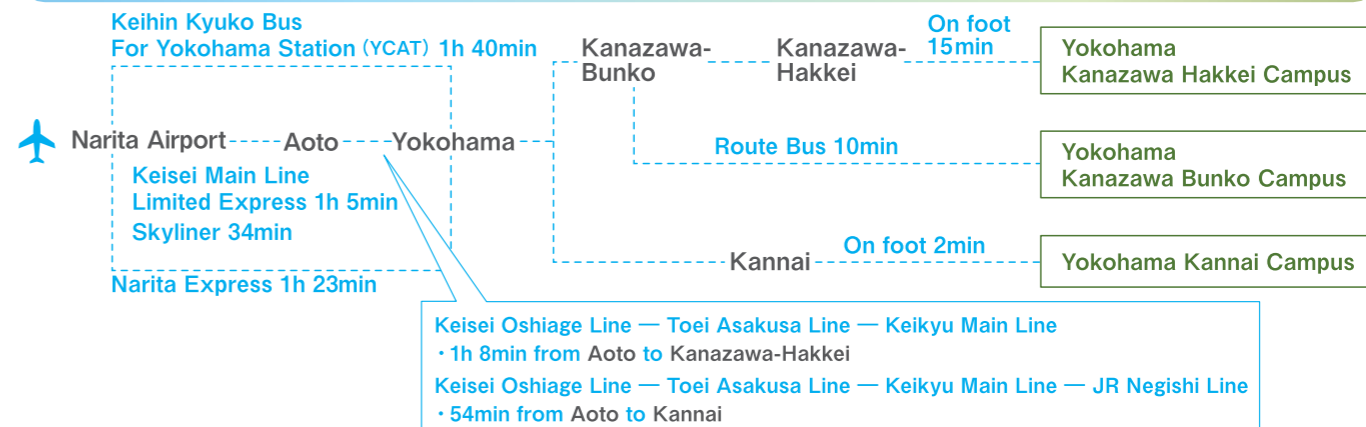 Keihin Kyuko Bus
For Yokohama Station (YCAT) 1h 40min
Narita Airport
Aoto
Yokohama
Keisei Main Line
Limited Express 1h 5min
Skyliner 34min
Narita Express 1h 23min
Kanazawa-
Bunko
Kanazawa-
Hakkei
On foot
15min
Yokohama
Kanazawa Hakkei Campus
Route Bus 10min
Yokohama
Kanazawa Bunko Campus
Kannai
On foot 2min
Yokohama Kannai Campus
Keisei Oshiage Line — Toei Asakusa Line — Keikyu Main Line
・1h 8min from Aoto to Kanazawa-Hakkei
Keisei Oshiage Line — Toei Asakusa Line — Keikyu Main Line — JR Negishi Line
・54min from Aoto to Kannai